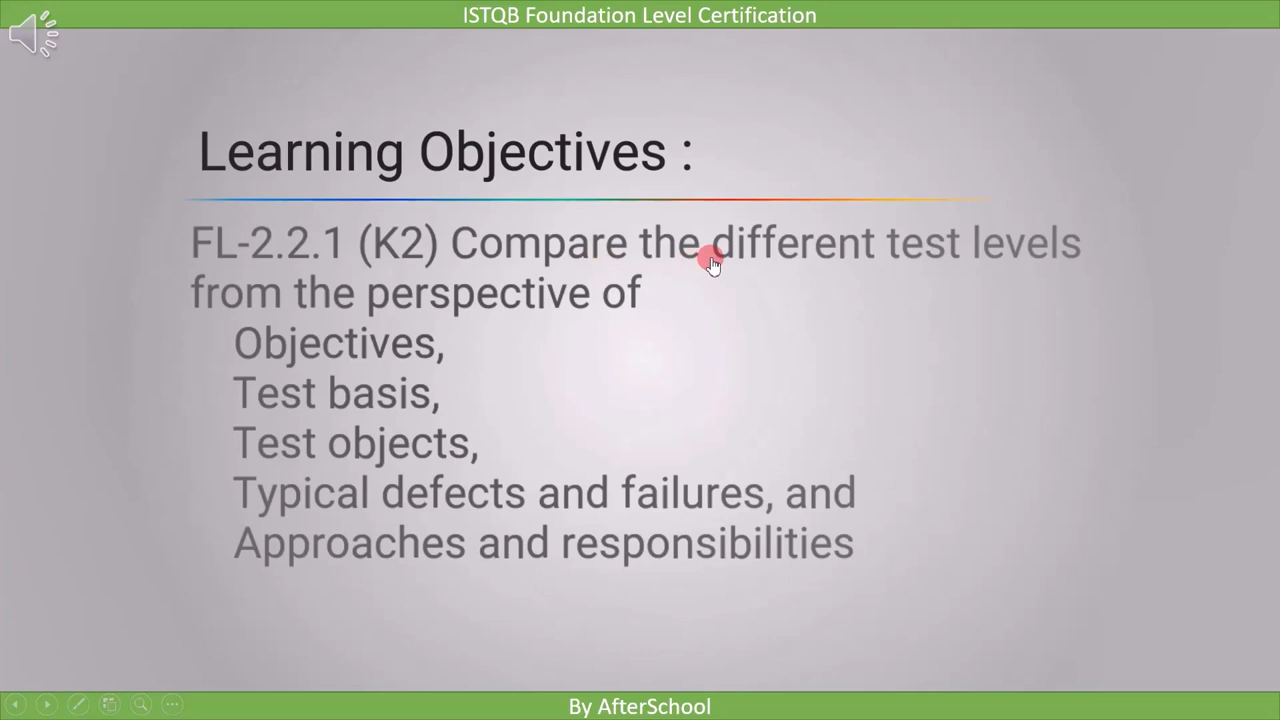 ISTQB Foundation Level Certification
Learning Objectives :
FL-2.2.1 (K2) Compare the different test levels
from the perspective of
Objectives,
Test basis,
Test objects,
Typical defects and failures, and
Approaches and responsibilities
By AfterSchool